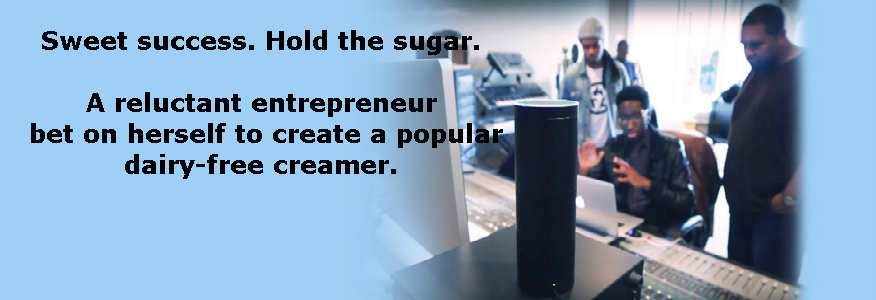 Sweet success. Hold the sugar.
A reluctant entrepreneur
bet on herself to create a popular
dairy-free creamer.